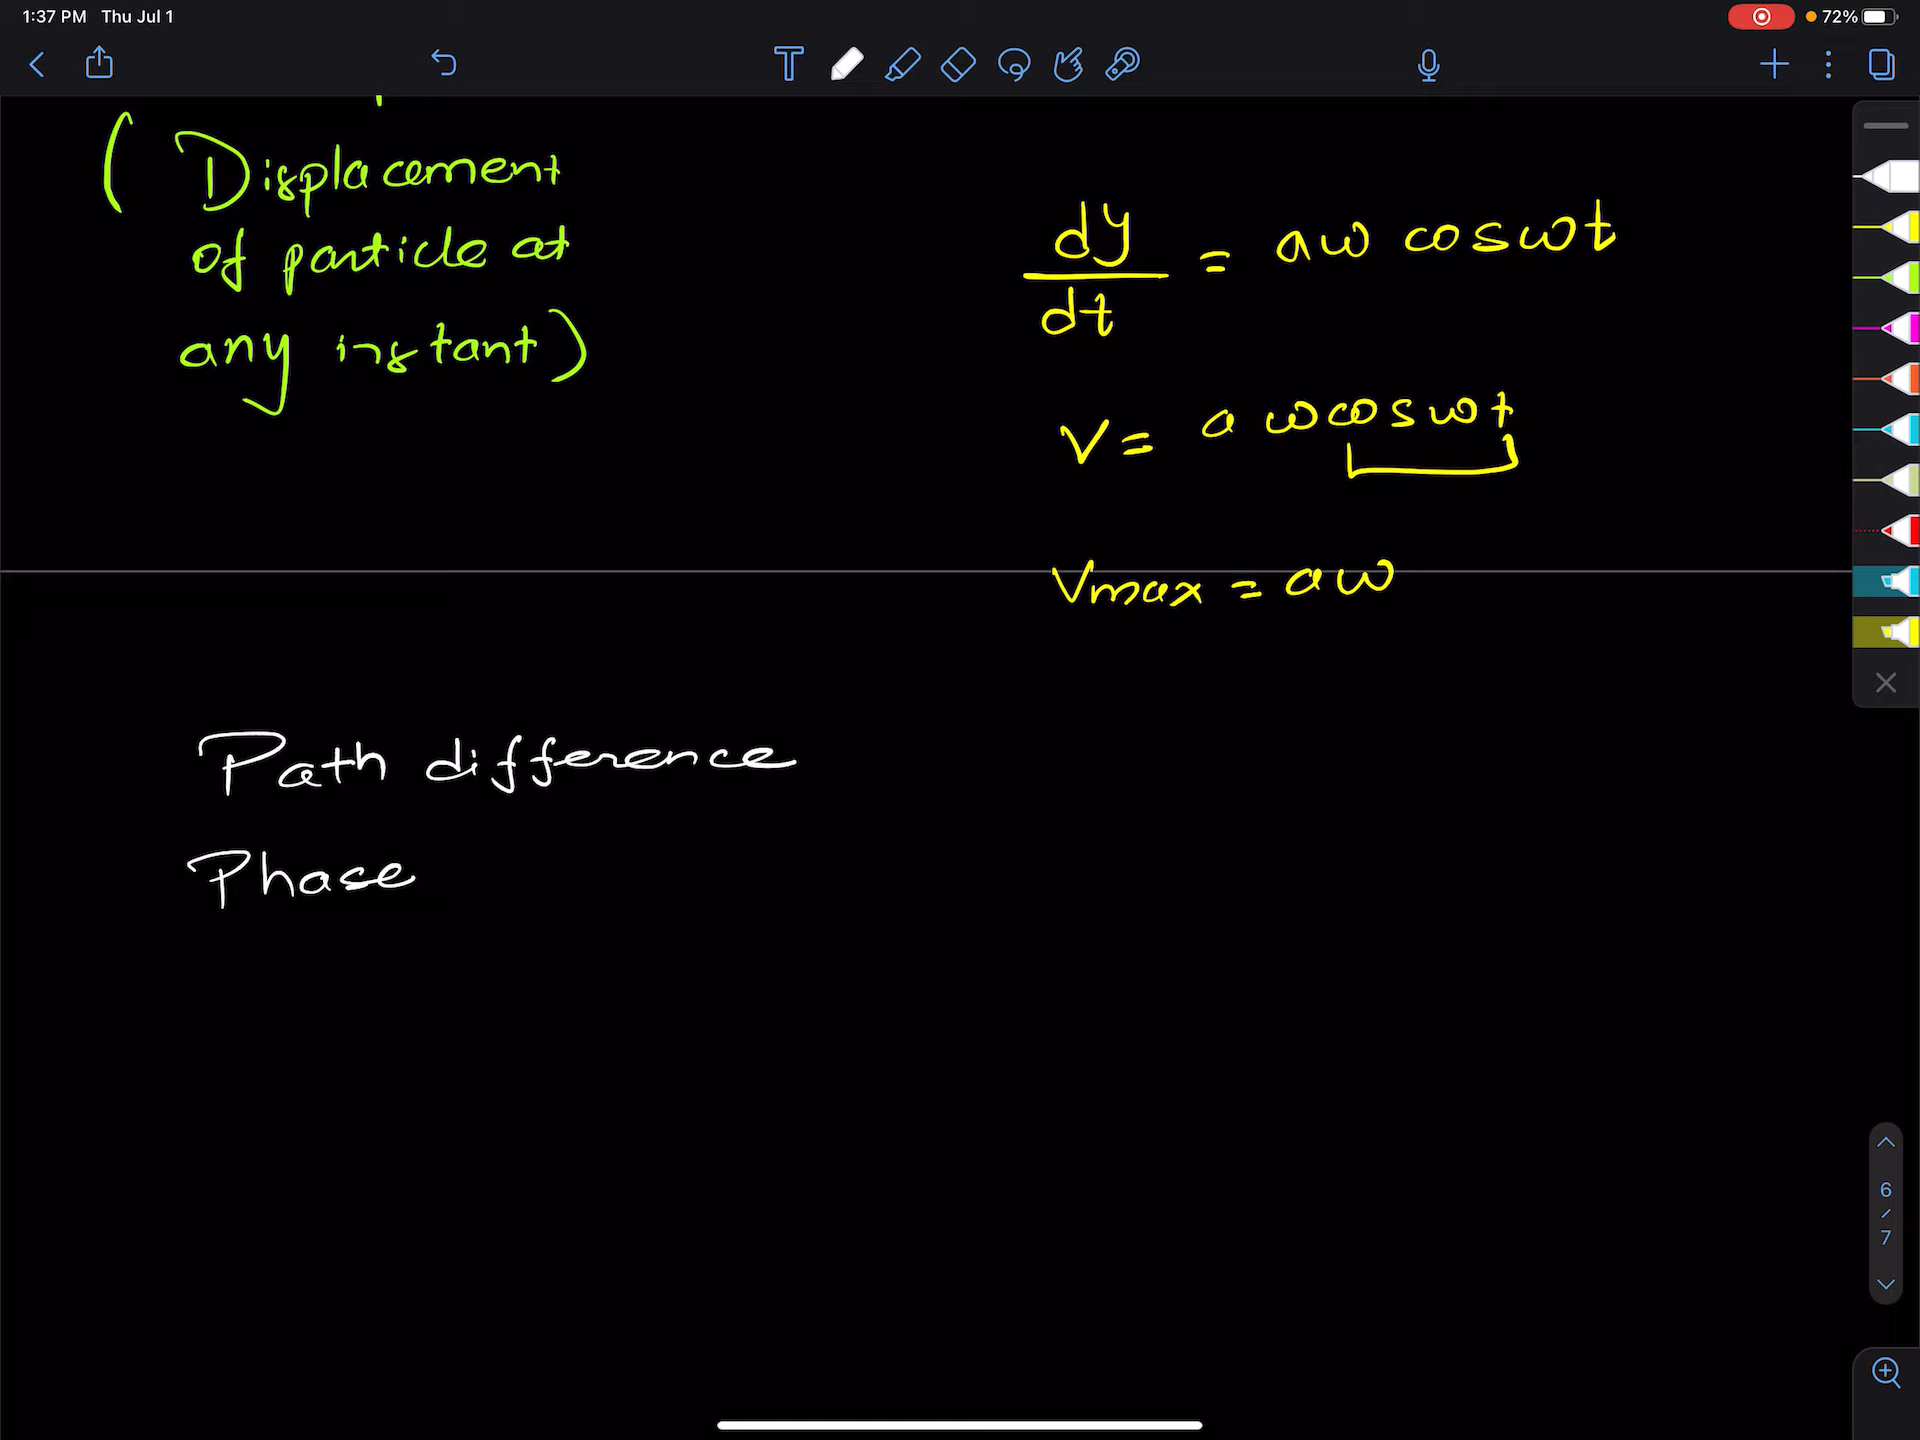 1:37 PM Thu Jul 1
72%
( Displacement
of particle at
any instant)
dy/dt = aω cosωt
V = aωcosωt
Vmax = aω
Path difference
Phase
6
/
7